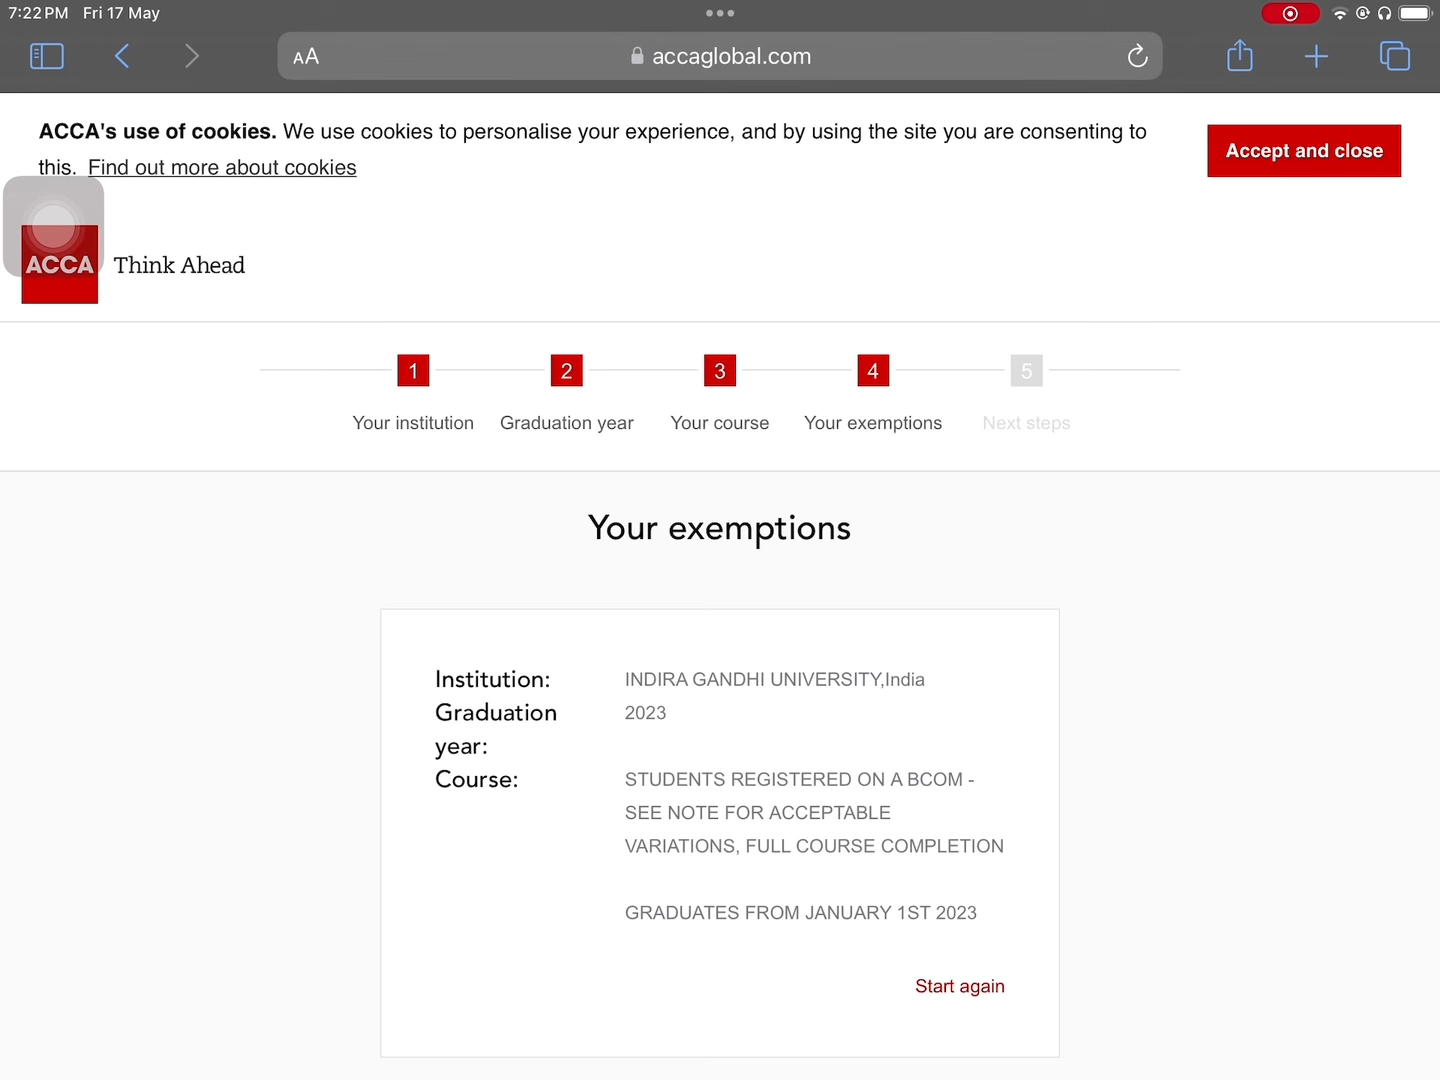 7:22 PM Fri 17 May
AA accaglobal.com
ACCA's use of cookies. We use cookies to personalise your experience, and by using the site you are consenting to
this. Find out more about cookies
Accept and close
ACCA Think Ahead
1 2 3 4 5
Your institution Graduation year Your course Your exemptions Next steps
Your exemptions
Institution: INDIRA GANDHI UNIVERSITY,India
Graduation 2023
year:
Course: STUDENTS REGISTERED ON A BCOM -
SEE NOTE FOR ACCEPTABLE
VARIATIONS, FULL COURSE COMPLETION
GRADUATES FROM JANUARY 1ST 2023
Start again